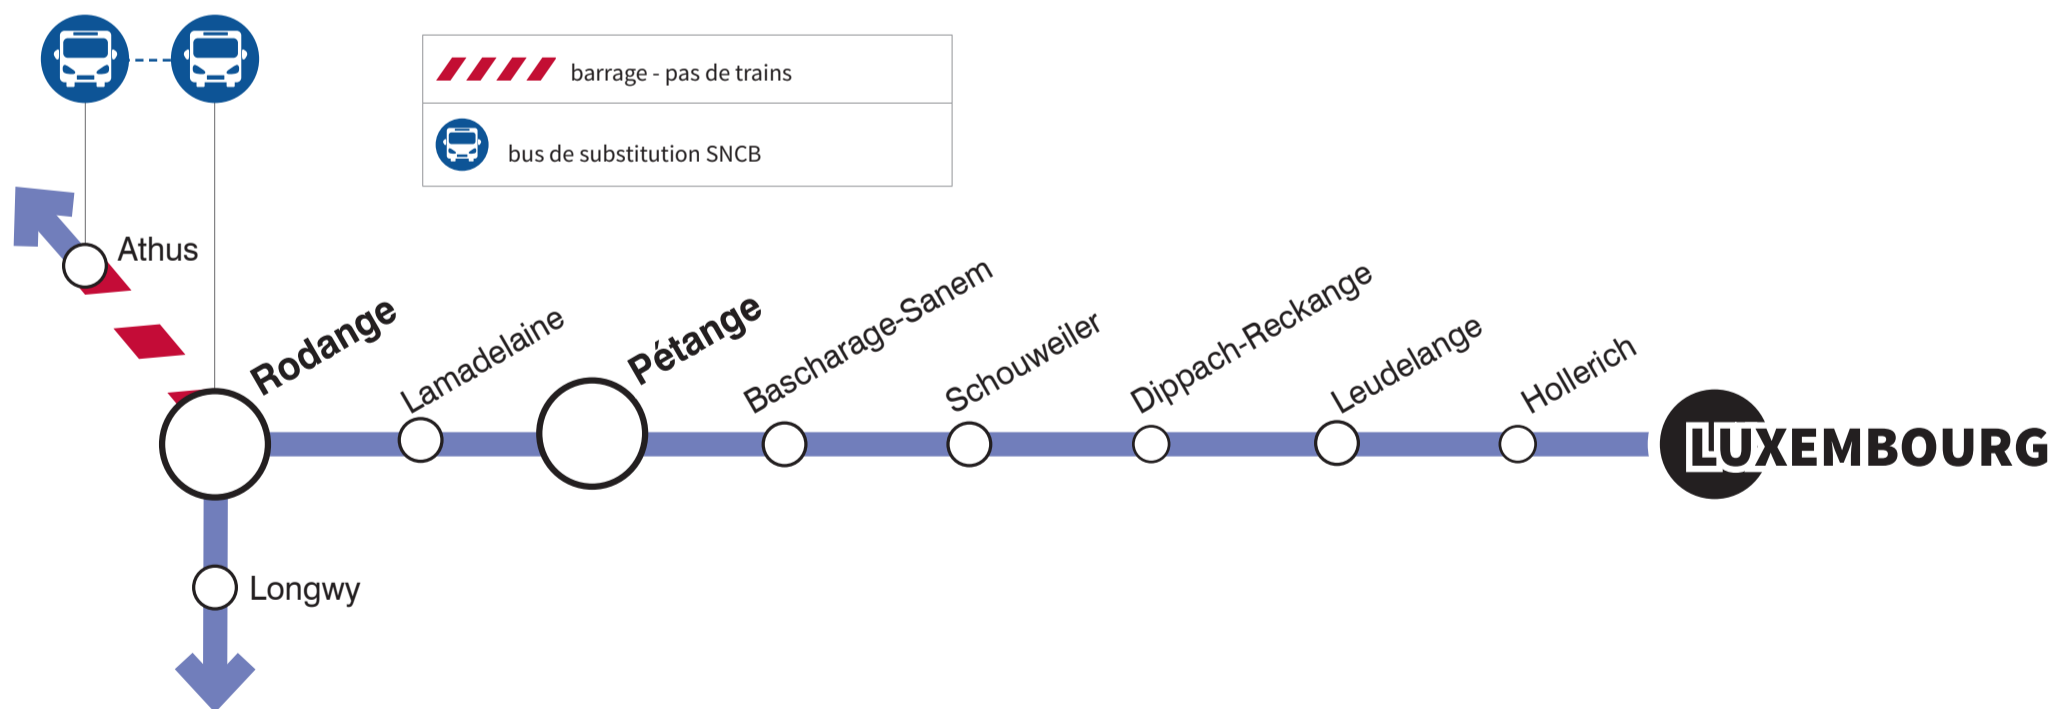 barrage - pas de trains
bus de substitution SNCB
Athus
Rodange
Lamadelaine
Pétange
Bascharage-Sanem
Schouweiler
Dippach-Reckange
Leudelange
Hollerich
LUXEMBOURG
Longwy